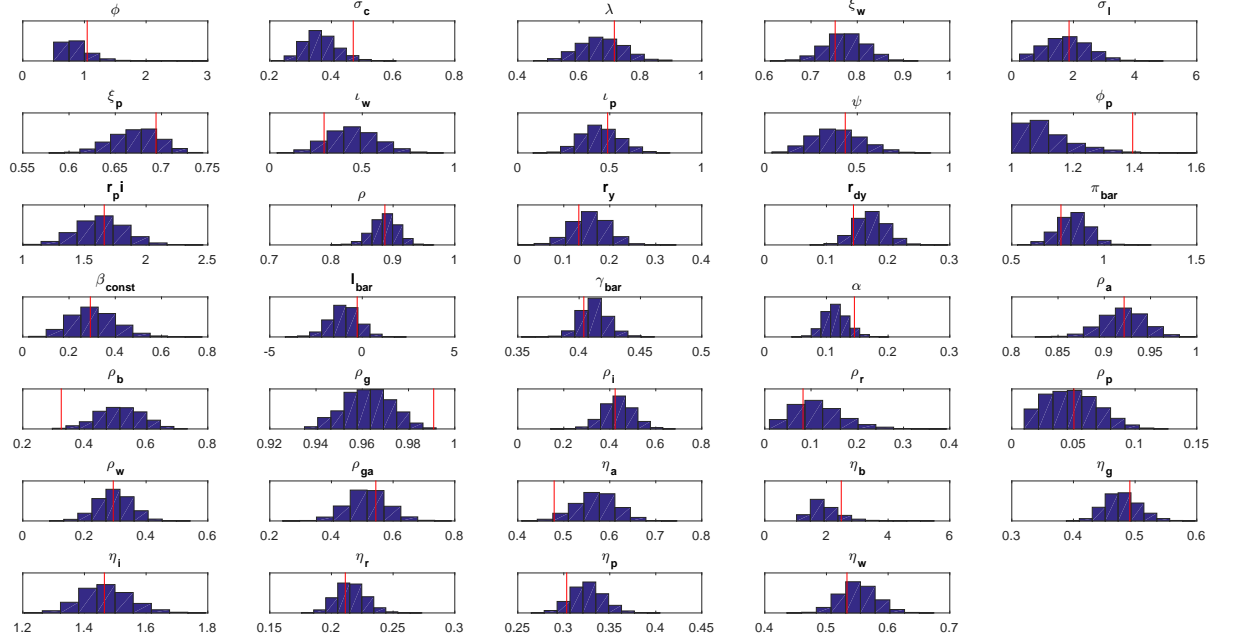 ϕ σc λ ξw σl
0 1 2 3 0.2 0.4 0.6 0.8 0.4 0.6 0.8 1 0.6 0.7 0.8 0.9 1 0 2 4 6
ξp ιw ιp ψ ϕp
0.55 0.6 0.65 0.7 0.75 0 0.5 1 0 0.5 1 0 0.5 1 1 1.2 1.4 1.6
rpi ρ ry rdy πbar
1 1.5 2 2.5 0.7 0.8 0.9 1 0 0.1 0.2 0.3 0.4 0 0.1 0.2 0.3 0.5 1 1.5
βconst lbar γbar α ρa
0 0.2 0.4 0.6 0.8 -5 0 5 0.35 0.4 0.45 0.5 0 0.1 0.2 0.3 0.8 0.85 0.9 0.95 1
ρb ρg ρi ρr ρp
0.2 0.4 0.6 0.8 0.92 0.94 0.96 0.98 1 0 0.2 0.4 0.6 0.8 0 0.1 0.2 0.3 0.4 0 0.05 0.1 0.15
ρw ρga ηa ηb ηg
0 0.2 0.4 0.6 0.2 0.4 0.6 0.8 0.4 0.5 0.6 0.7 0.8 0 2 4 6 0.3 0.4 0.5 0.6
ηi ηr ηp ηw
1.2 1.4 1.6 1.8 0.15 0.2 0.25 0.3 0.25 0.3 0.35 0.4 0.45 0.4 0.5 0.6 0.7